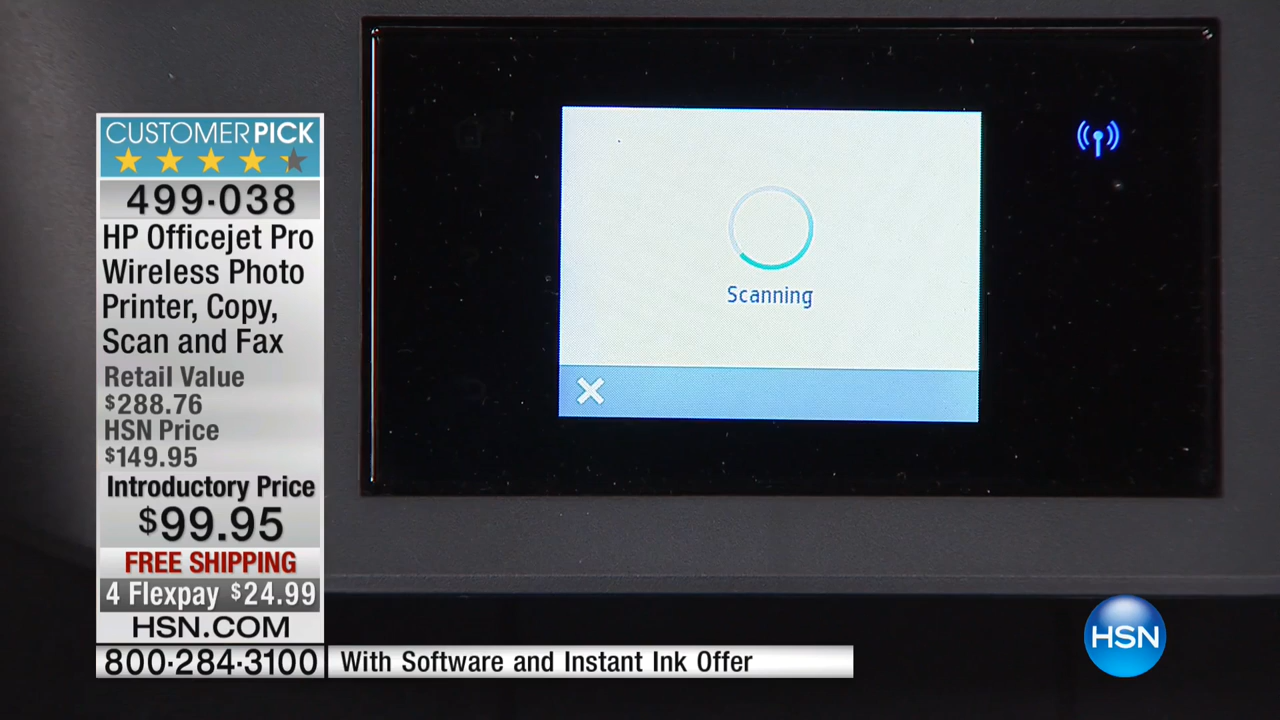 CUSTOMER PICK
499-038
HP Officejet Pro
Wireless Photo
Printer, Copy,
Scan and Fax
Retail Value
$288.76
HSN Price
$149.95
Introductory Price
$99.95
FREE SHIPPING
4 Flexpay $24.99
HSN.COM
800-284-3100
With Software and Instant Ink Offer
Scanning
HSN